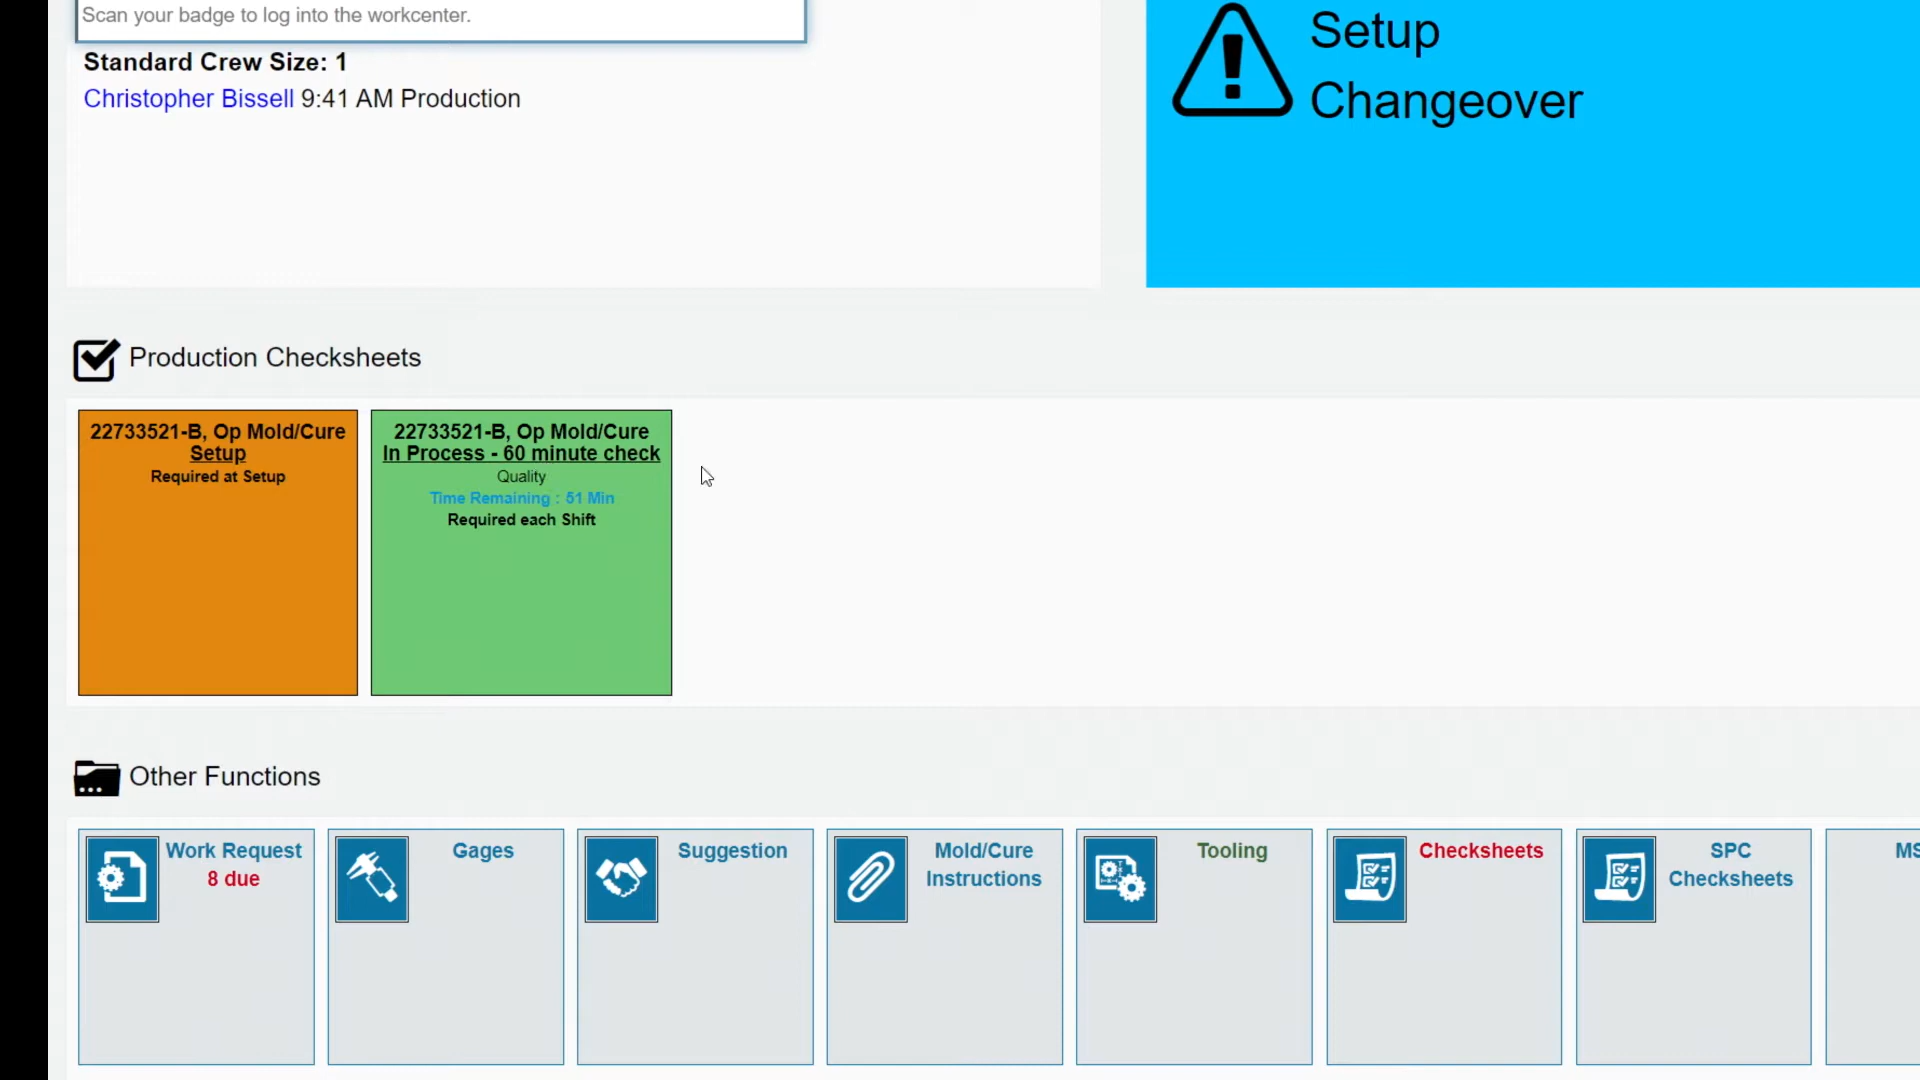 Scan your badge to log into the workcenter.
Standard Crew Size: 1
Christopher Bissell 9:41 AM Production
Setup
Changeover
Production Checksheets
22733521-B, Op Mold/Cure
Setup
Required at Setup
22733521-B, Op Mold/Cure
In Process - 60 minute check
Quality
Time Remaining : 51 Min
Required each Shift
Other Functions
Work Request
8 due
Gages
Suggestion
Mold/Cure
Instructions
Tooling
Checksheets
SPC
Checksheets
MS